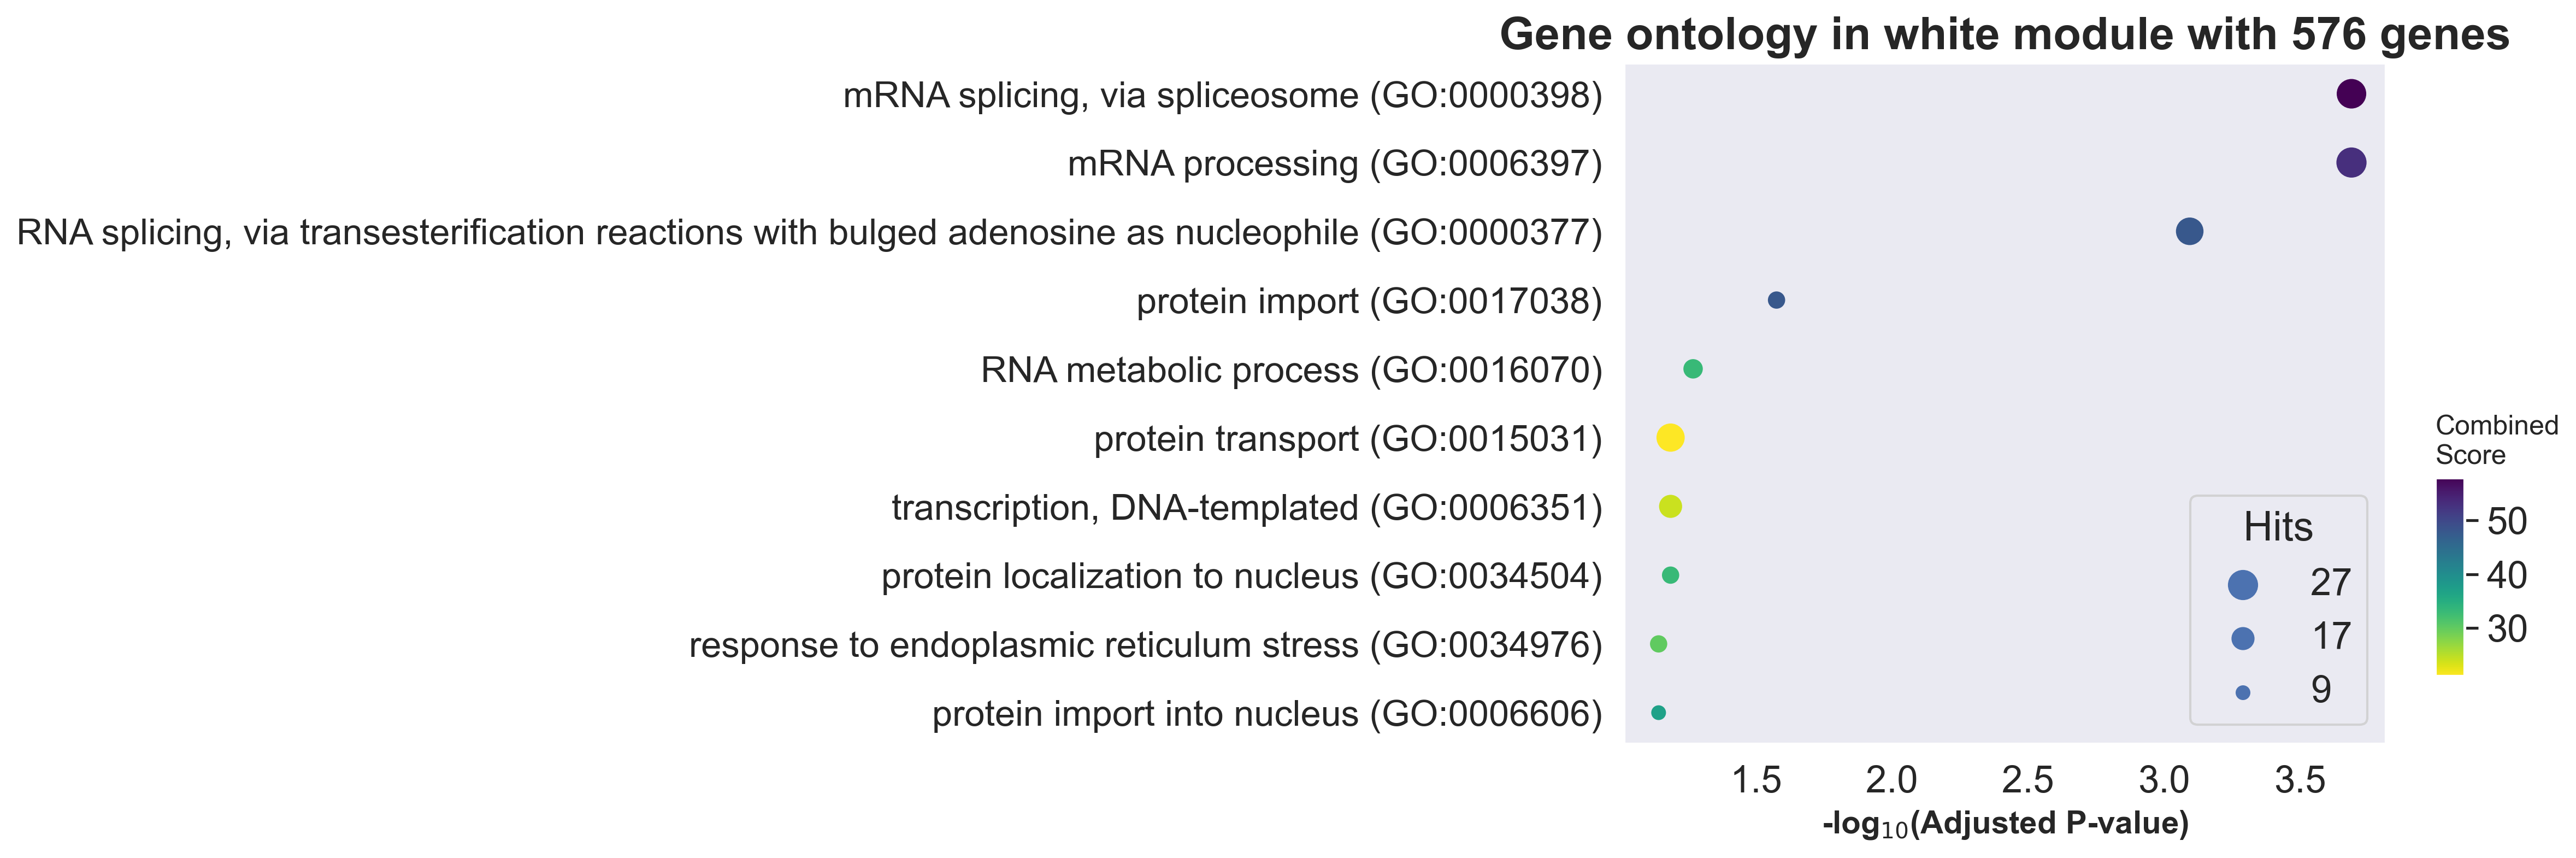 Gene ontology in white module with 576 genes
mRNA splicing, via spliceosome (GO:0000398)
mRNA processing (GO:0006397)
RNA splicing, via transesterification reactions with bulged adenosine as nucleophile (GO:0000377)
protein import (GO:0017038)
RNA metabolic process (GO:0016070)
protein transport (GO:0015031)
transcription, DNA-templated (GO:0006351)
protein localization to nucleus (GO:0034504)
response to endoplasmic reticulum stress (GO:0034976)
protein import into nucleus (GO:0006606)
Hits
27
17
9
Combined
Score
50
40
30
1.5 2.0 2.5 3.0 3.5
-log₁₀(Adjusted P-value)